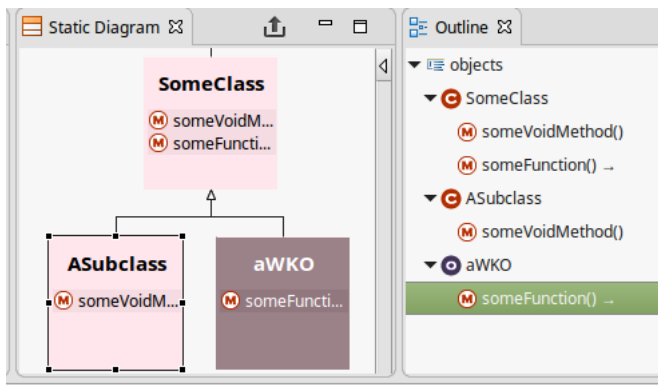 Static Diagram
SomeClass
M someVoidM...
M someFuncti...
ASubclass
M someVoidM...
aWKO
M someFuncti...
Outline
objects
C SomeClass
M someVoidMethod()
M someFunction() →
C ASubclass
M someVoidMethod()
aWKO
M someFunction() →